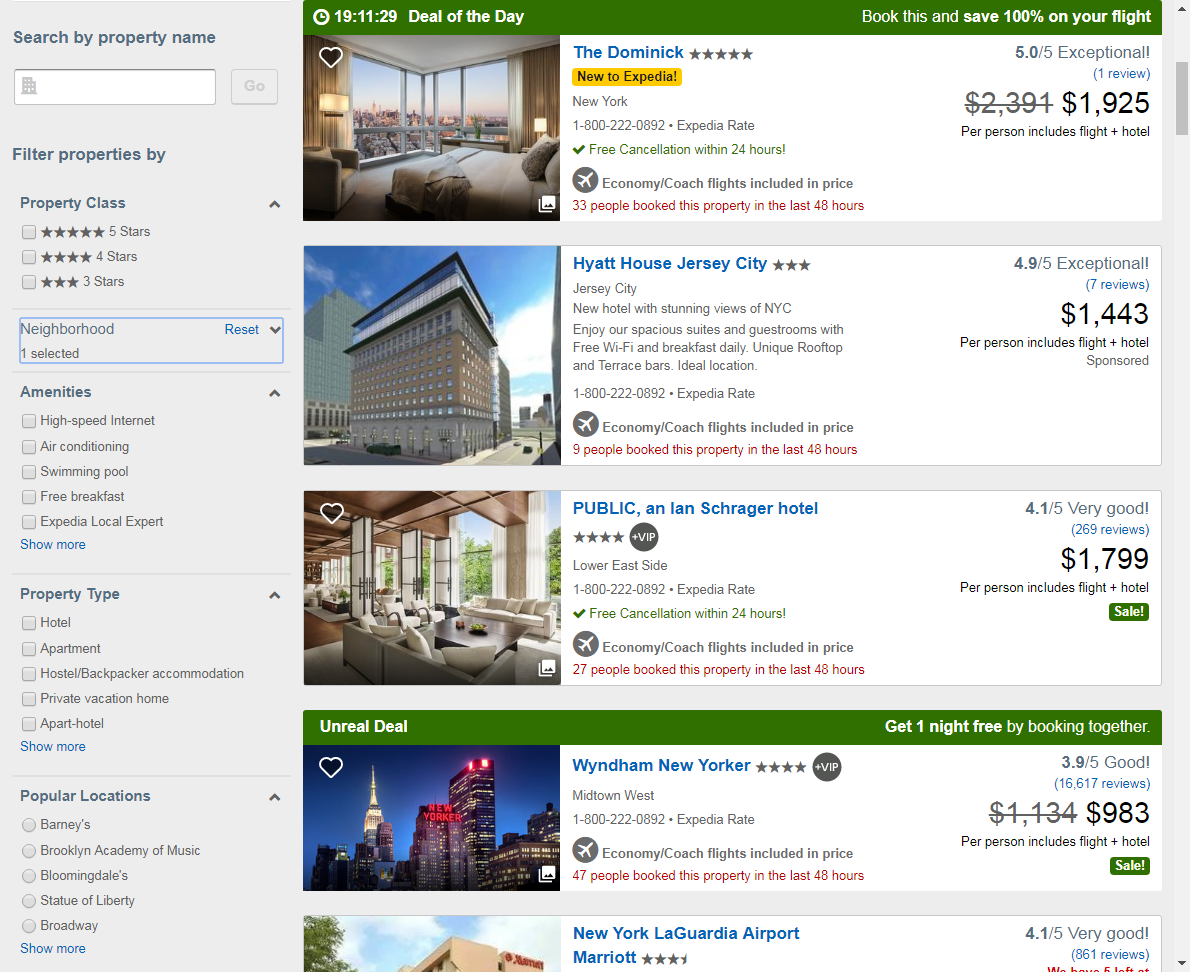 Search by property name
Go
Filter properties by
Property Class
★★★★★ 5 Stars
★★★★ 4 Stars
★★★ 3 Stars
Neighborhood Reset
1 selected
Amenities
High-speed Internet
Air conditioning
Swimming pool
Free breakfast
Expedia Local Expert
Show more
Property Type
Hotel
Apartment
Hostel/Backpacker accommodation
Private vacation home
Apart-hotel
Show more
Popular Locations
Barney's
Brooklyn Academy of Music
Bloomingdale's
Statue of Liberty
Broadway
Show more
19:11:29 Deal of the Day
Book this and save 100% on your flight
The Dominick ★★★★★
New to Expedia!
New York
1-800-222-0892 • Expedia Rate
Free Cancellation within 24 hours!
Economy/Coach flights included in price
33 people booked this property in the last 48 hours
5.0/5 Exceptional!
(1 review)
$2,391 $1,925
Per person includes flight + hotel
Hyatt House Jersey City ★★★
Jersey City
New hotel with stunning views of NYC
Enjoy our spacious suites and guestrooms with
Free Wi-Fi and breakfast daily. Unique Rooftop
and Terrace bars. Ideal location.
1-800-222-0892 • Expedia Rate
Economy/Coach flights included in price
9 people booked this property in the last 48 hours
4.9/5 Exceptional!
(7 reviews)
$1,443
Per person includes flight + hotel
Sponsored
PUBLIC, an Ian Schrager hotel
★★★★ +VIP
Lower East Side
1-800-222-0892 • Expedia Rate
Free Cancellation within 24 hours!
Economy/Coach flights included in price
27 people booked this property in the last 48 hours
4.1/5 Very good!
(269 reviews)
$1,799
Per person includes flight + hotel
Sale!
Unreal Deal
Get 1 night free by booking together.
NEW
YORKER
Wyndham New Yorker ★★★★ +VIP
Midtown West
1-800-222-0892 • Expedia Rate
Economy/Coach flights included in price
47 people booked this property in the last 48 hours
3.9/5 Good!
(16,617 reviews)
$1,134 $983
Per person includes flight + hotel
Sale!
Marriott
New York LaGuardia Airport
Marriott
4.1/5 Very good!
(861 reviews)
We have 5 left at